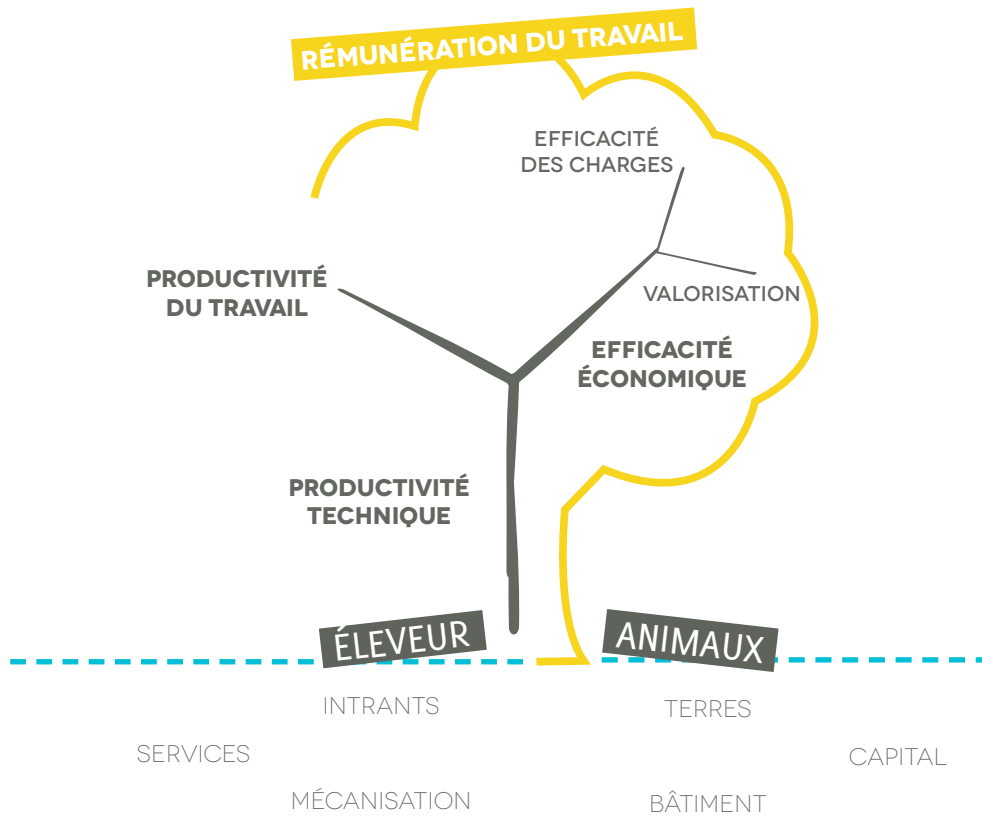 RÉMUNÉRATION DU TRAVAIL
EFFICACITÉ
DES CHARGES
PRODUCTIVITÉ
DU TRAVAIL
VALORISATION
EFFICACITÉ
ÉCONOMIQUE
PRODUCTIVITÉ
TECHNIQUE
ÉLEVEUR
ANIMAUX
INTRANTS
TERRES
SERVICES
CAPITAL
MÉCANISATION
BÂTIMENT